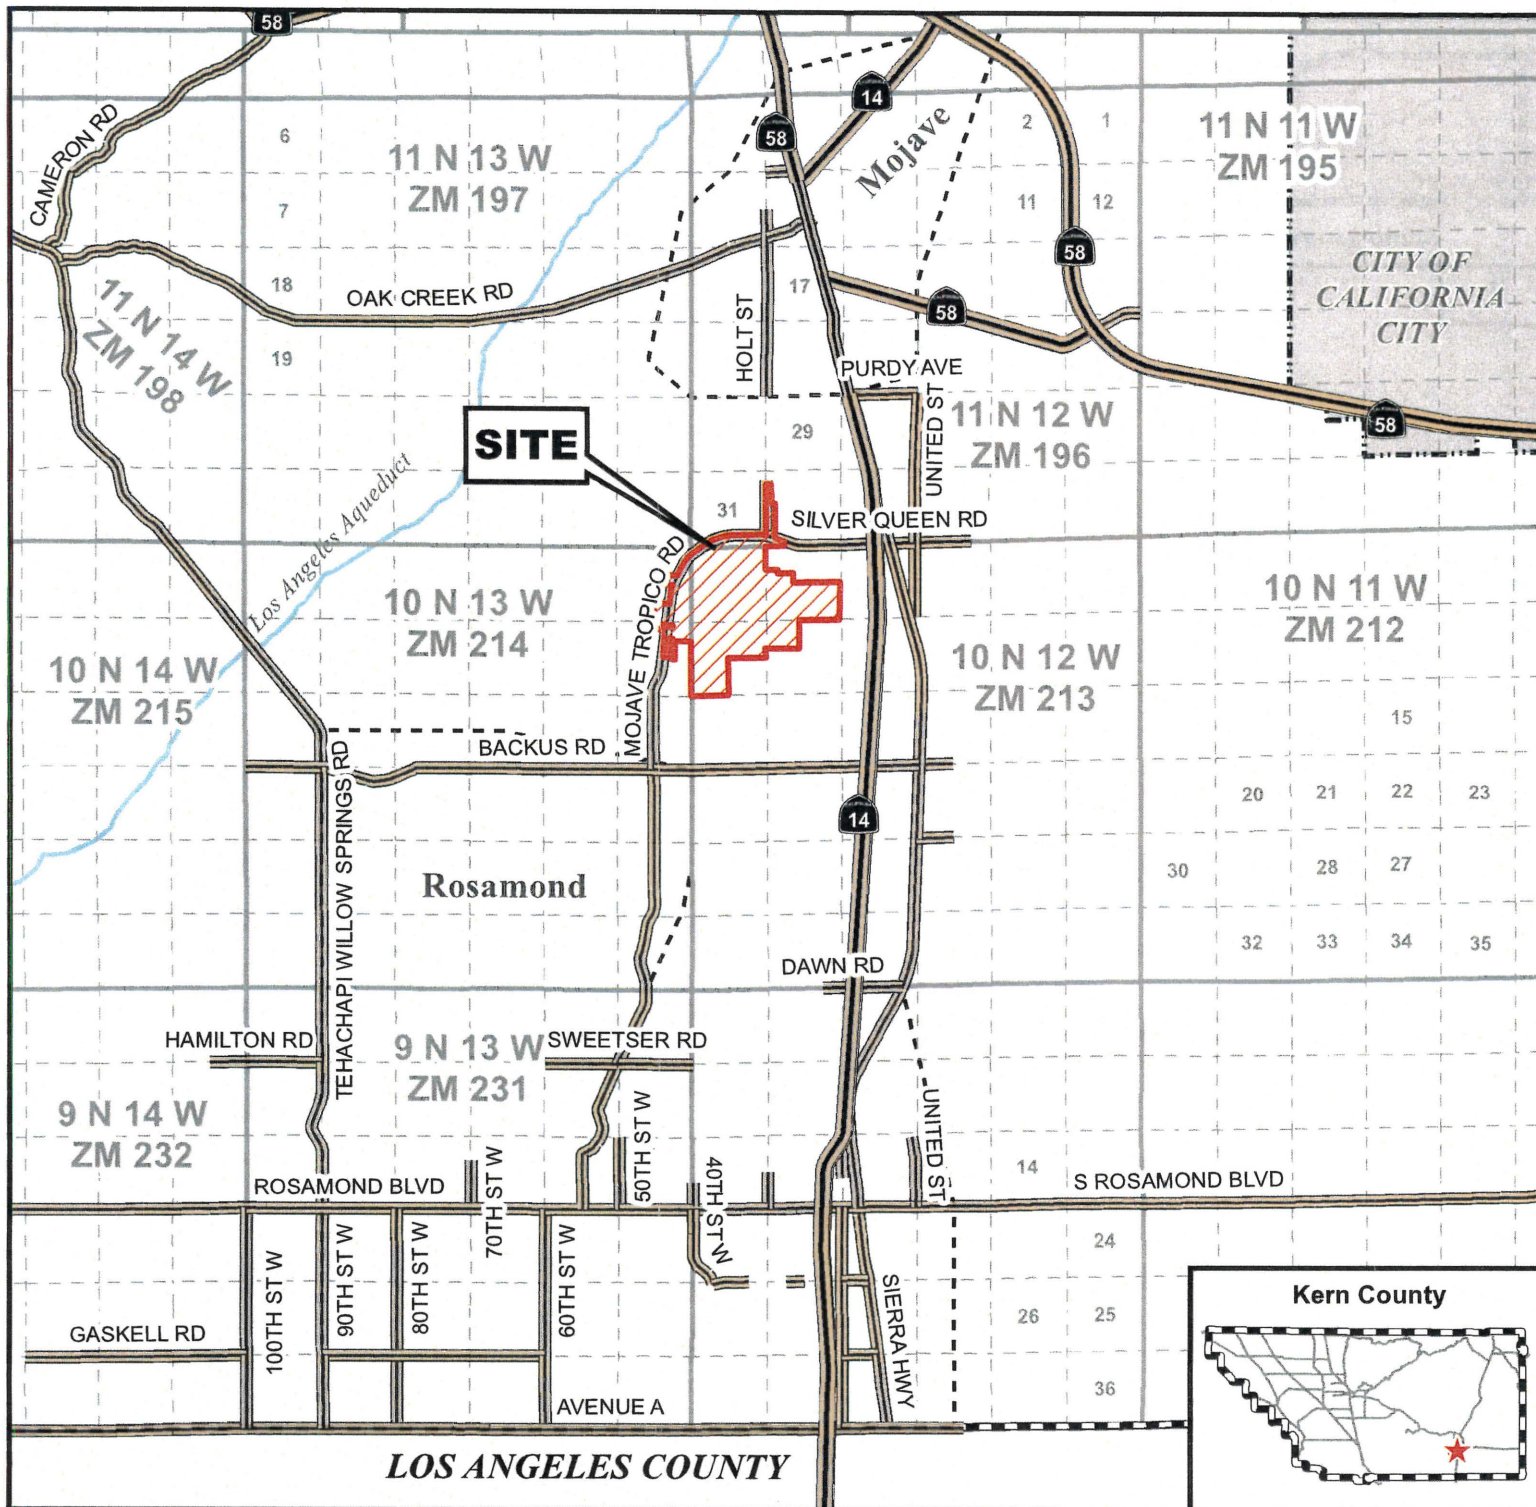 58
14
58
CAMERON RD
6
11 N 13 W
ZM 197
Mojave
2
1
11 N 11 W
ZM 195
7
11
12
58
CITY OF
CALIFORNIA
CITY
11 N 14 W
ZM 198
18
OAK CREEK RD
17
HOLT ST
58
19
PURDY AVE
UNITED ST
11 N 12 W
ZM 196
58
SITE
29
Los Angeles Aqueduct
31
SILVER QUEEN RD
MOJAVE TROPICO RD
10 N 13 W
ZM 214
10 N 11 W
ZM 212
10 N 14 W
ZM 215
10 N 12 W
ZM 213
15
BACKUS RD
TEHACHAPI WILLOW SPRINGS RD
14
20
21
22
23
Rosamond
30
28
27
32
33
34
35
DAWN RD
HAMILTON RD
9 N 13 W
ZM 231
SWEETSER RD
9 N 14 W
ZM 232
50TH ST W
UNITED ST
70TH ST W
40TH ST W
14
ROSAMOND BLVD
S ROSAMOND BLVD
100TH ST W
90TH ST W
80TH ST W
60TH ST W
24
SIERRA HWY
26
25
GASKELL RD
36
AVENUE A
LOS ANGELES COUNTY
Kern County